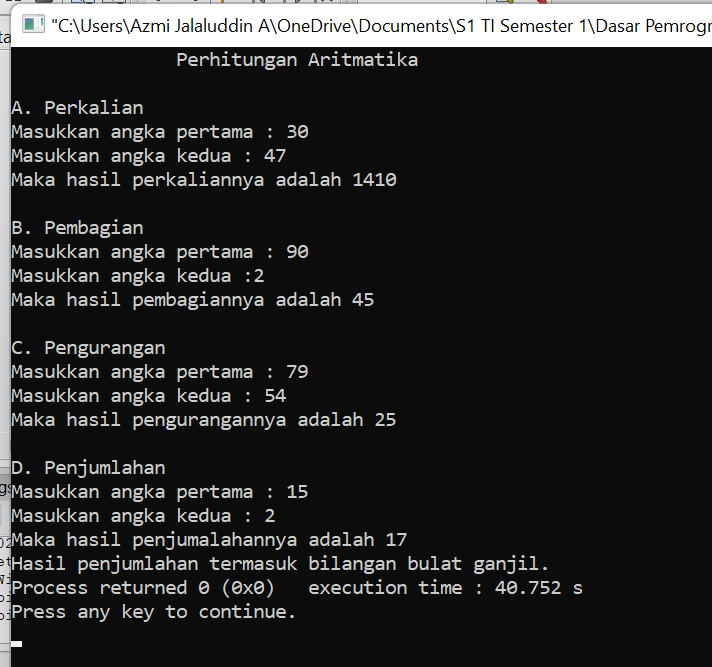 "C:\Users\Azmi Jalaluddin A\OneDrive\Documents\S1 TI Semester 1\Dasar Pemrogr
Perhitungan Aritmatika
A. Perkalian
Masukkan angka pertama : 30
Masukkan angka kedua : 47
Maka hasil perkaliannya adalah 1410
B. Pembagian
Masukkan angka pertama : 90
Masukkan angka kedua :2
Maka hasil pembagiannya adalah 45
C. Pengurangan
Masukkan angka pertama : 79
Masukkan angka kedua : 54
Maka hasil pengurangannya adalah 25
D. Penjumlahan
Masukkan angka pertama : 15
Masukkan angka kedua : 2
Maka hasil penjumalahannya adalah 17
Hasil penjumlahan termasuk bilangan bulat ganjil.
Process returned 0 (0x0)   execution time : 40.752 s
Press any key to continue.